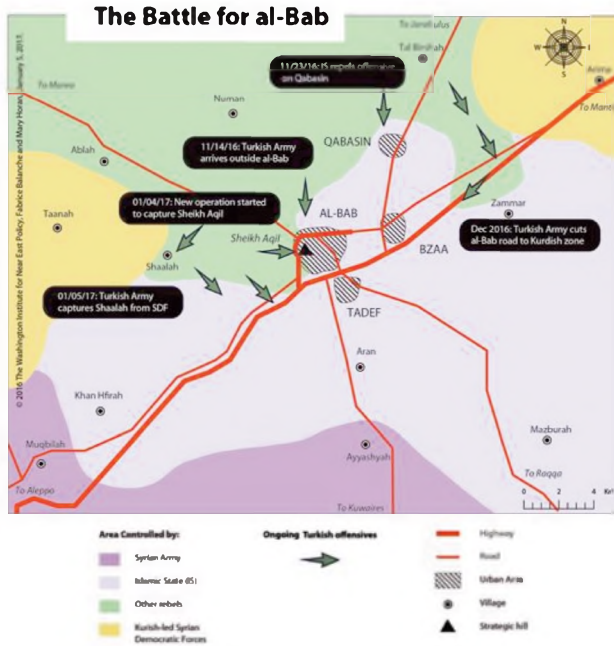 The Battle for al-Bab
© 2016 The Washington Institute for Near East Policy, Fabrice Balanche and Mary Horan, January 5, 2017.
To Jarabulus
Tal Birshah
N
W
S
Arima
To Manbij
11/23/16: IS repels offensive
on Qabasin
To Marea
Numan
11/14/16: Turkish Army
arrives outside al-Bab
QABASIN
Ablah
01/04/17: New operation started
to capture Sheikh Aqil
AL-BAB
Zammar
Taanah
Sheikh Aqil
Dec 2016: Turkish Army cuts
al-Bab road to Kurdish zone
BZAA
Shaalah
01/05/17: Turkish Army
captures Shaalah from SDF
TADEF
Aran
Khan Hfirah
Mazburah
Muqbilah
Ayyashyah
To Aleppo
To Raqqa
To Kuwaires
0 2 4
Area Controlled by:
Syrian Army
Islamic State (IS)
Other rebels
Kurish-led Syrian
Democratic Forces
Ongoing Turkish offensives
Highway
Road
Urban Area
Village
Strategic hill